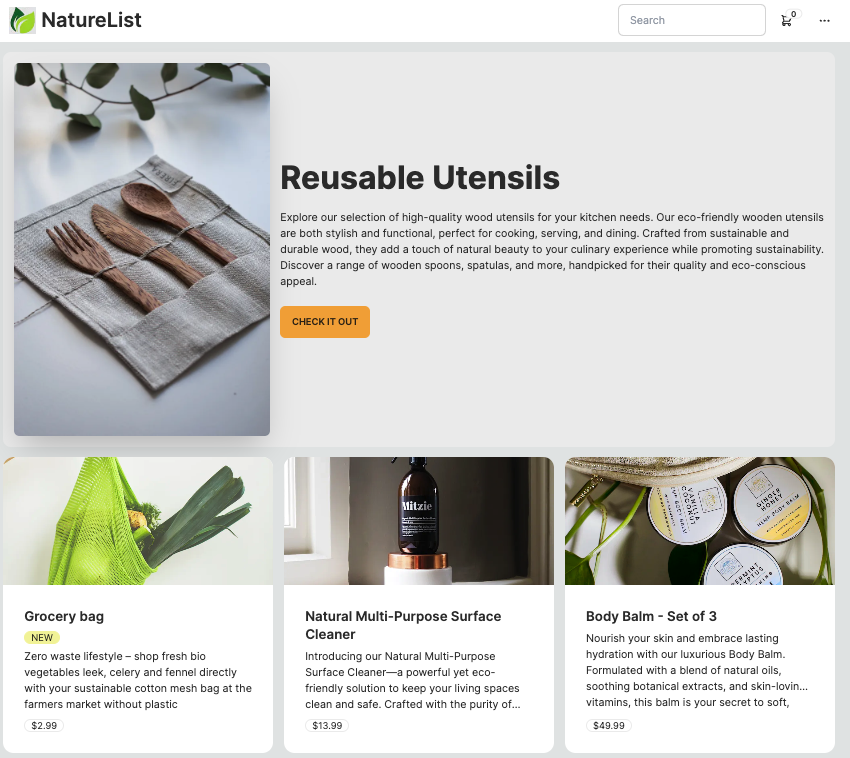 NatureList
Search
0
Reusable Utensils
Explore our selection of high-quality wood utensils for your kitchen needs. Our eco-friendly wooden utensils
are both stylish and functional, perfect for cooking, serving, and dining. Crafted from sustainable and
durable wood, they add a touch of natural beauty to your culinary experience while promoting sustainability.
Discover a range of wooden spoons, spatulas, and more, handpicked for their quality and eco-conscious
appeal.
CHECK IT OUT
Mitzie
VANILLA
COCONUT
GINGER
HONEY
HEMP BODY BALM
Grocery bag
NEW
Zero waste lifestyle – shop fresh bio
vegetables leek, celery and fennel directly
with your sustainable cotton mesh bag at the
farmers market without plastic
$2.99
Natural Multi-Purpose Surface
Cleaner
Introducing our Natural Multi-Purpose
Surface Cleaner—a powerful yet eco-
friendly solution to keep your living spaces
clean and safe. Crafted with the purity of...
$13.99
Body Balm - Set of 3
Nourish your skin and embrace lasting
hydration with our luxurious Body Balm.
Formulated with a blend of natural oils,
soothing botanical extracts, and skin-lovin...
vitamins, this balm is your secret to soft,
$49.99